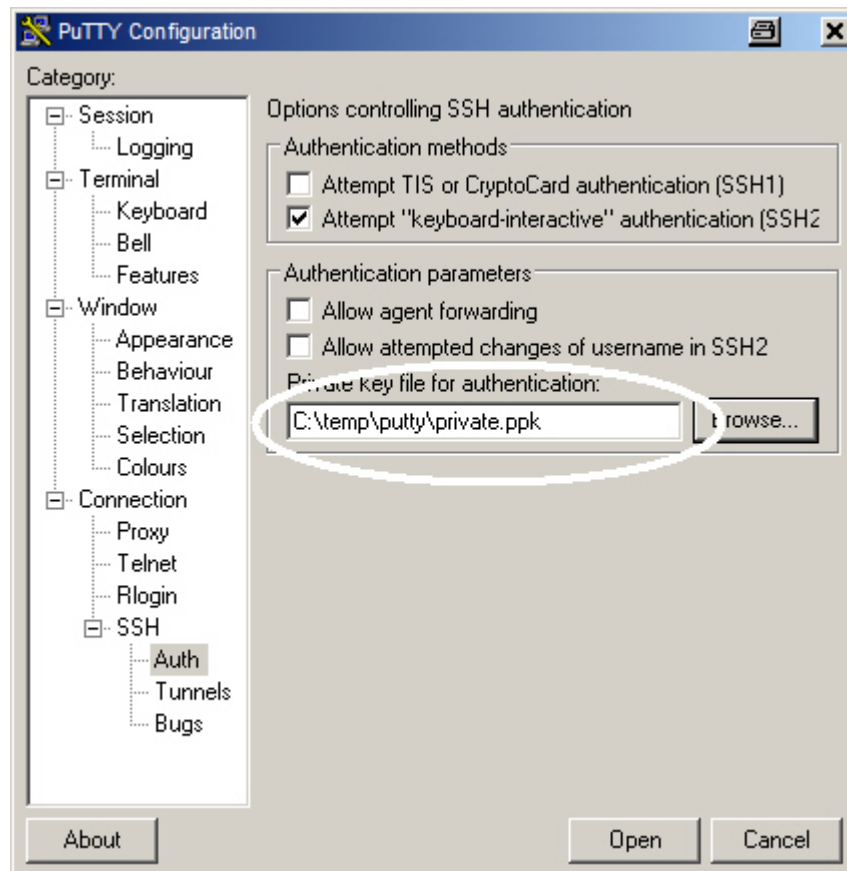 PuTTY Configuration
Category:
Session
Logging
Terminal
Keyboard
Bell
Features
Window
Appearance
Behaviour
Translation
Selection
Colours
Connection
Proxy
Telnet
Rlogin
SSH
Auth
Tunnels
Bugs
Options controlling SSH authentication
Authentication methods
Attempt TIS or CryptoCard authentication (SSH1)
Attempt "keyboard-interactive" authentication (SSH2
Authentication parameters
Allow agent forwarding
Allow attempted changes of username in SSH2
Private key file for authentication:
C:\temp\putty\private.ppk
Browse...
About
Open
Cancel